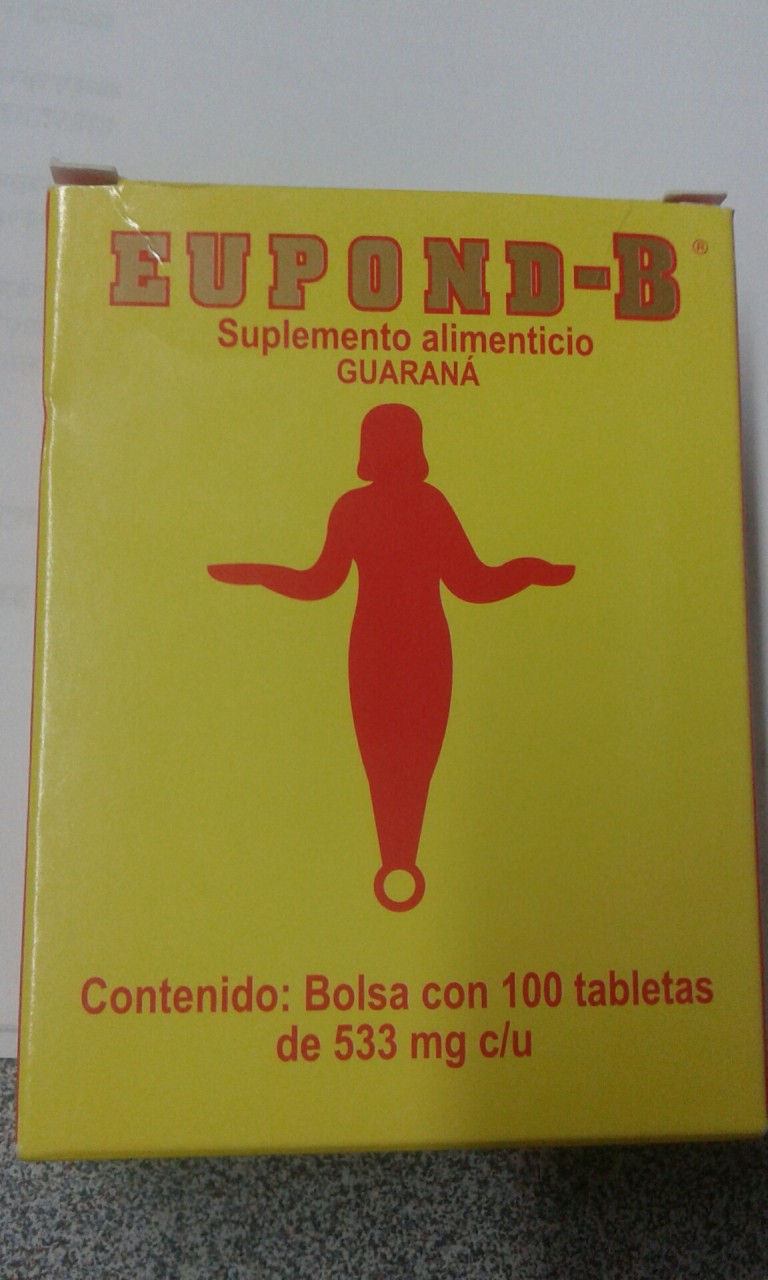 EUPOND-B®
Suplemento alimenticio
GUARANÁ
Contenido: Bolsa con 100 tabletas
de 533 mg c/u